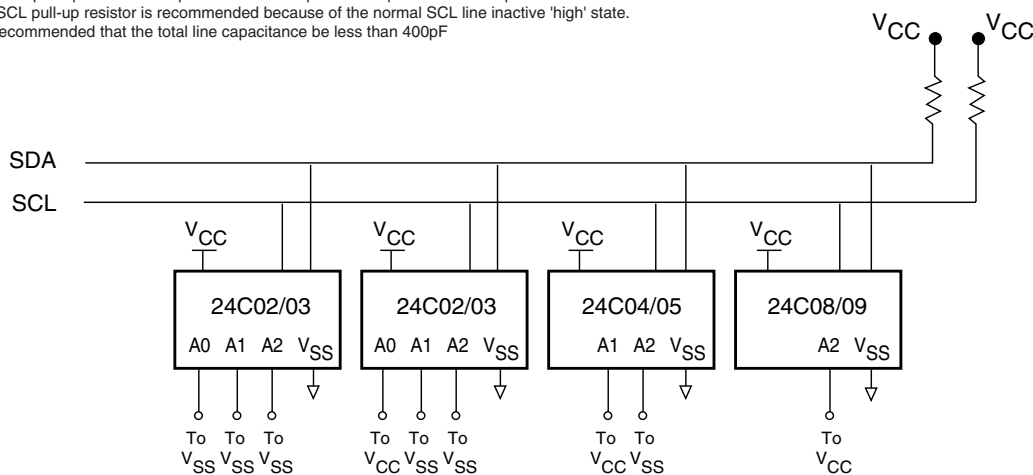 SCL pull-up resistor is recommended because of the normal SCL line inactive 'high' state.
ecommended that the total line capacitance be less than 400pF
VCC VCC
SDA
SCL
VCC VCC VCC VCC
24C02/03 24C02/03 24C04/05 24C08/09
A0 A1 A2 VSS A0 A1 A2 VSS A1 A2 VSS A2 VSS
To To To To To To To To To
VSS VSS VSS VCC VSS VSS VCC VSS VCC